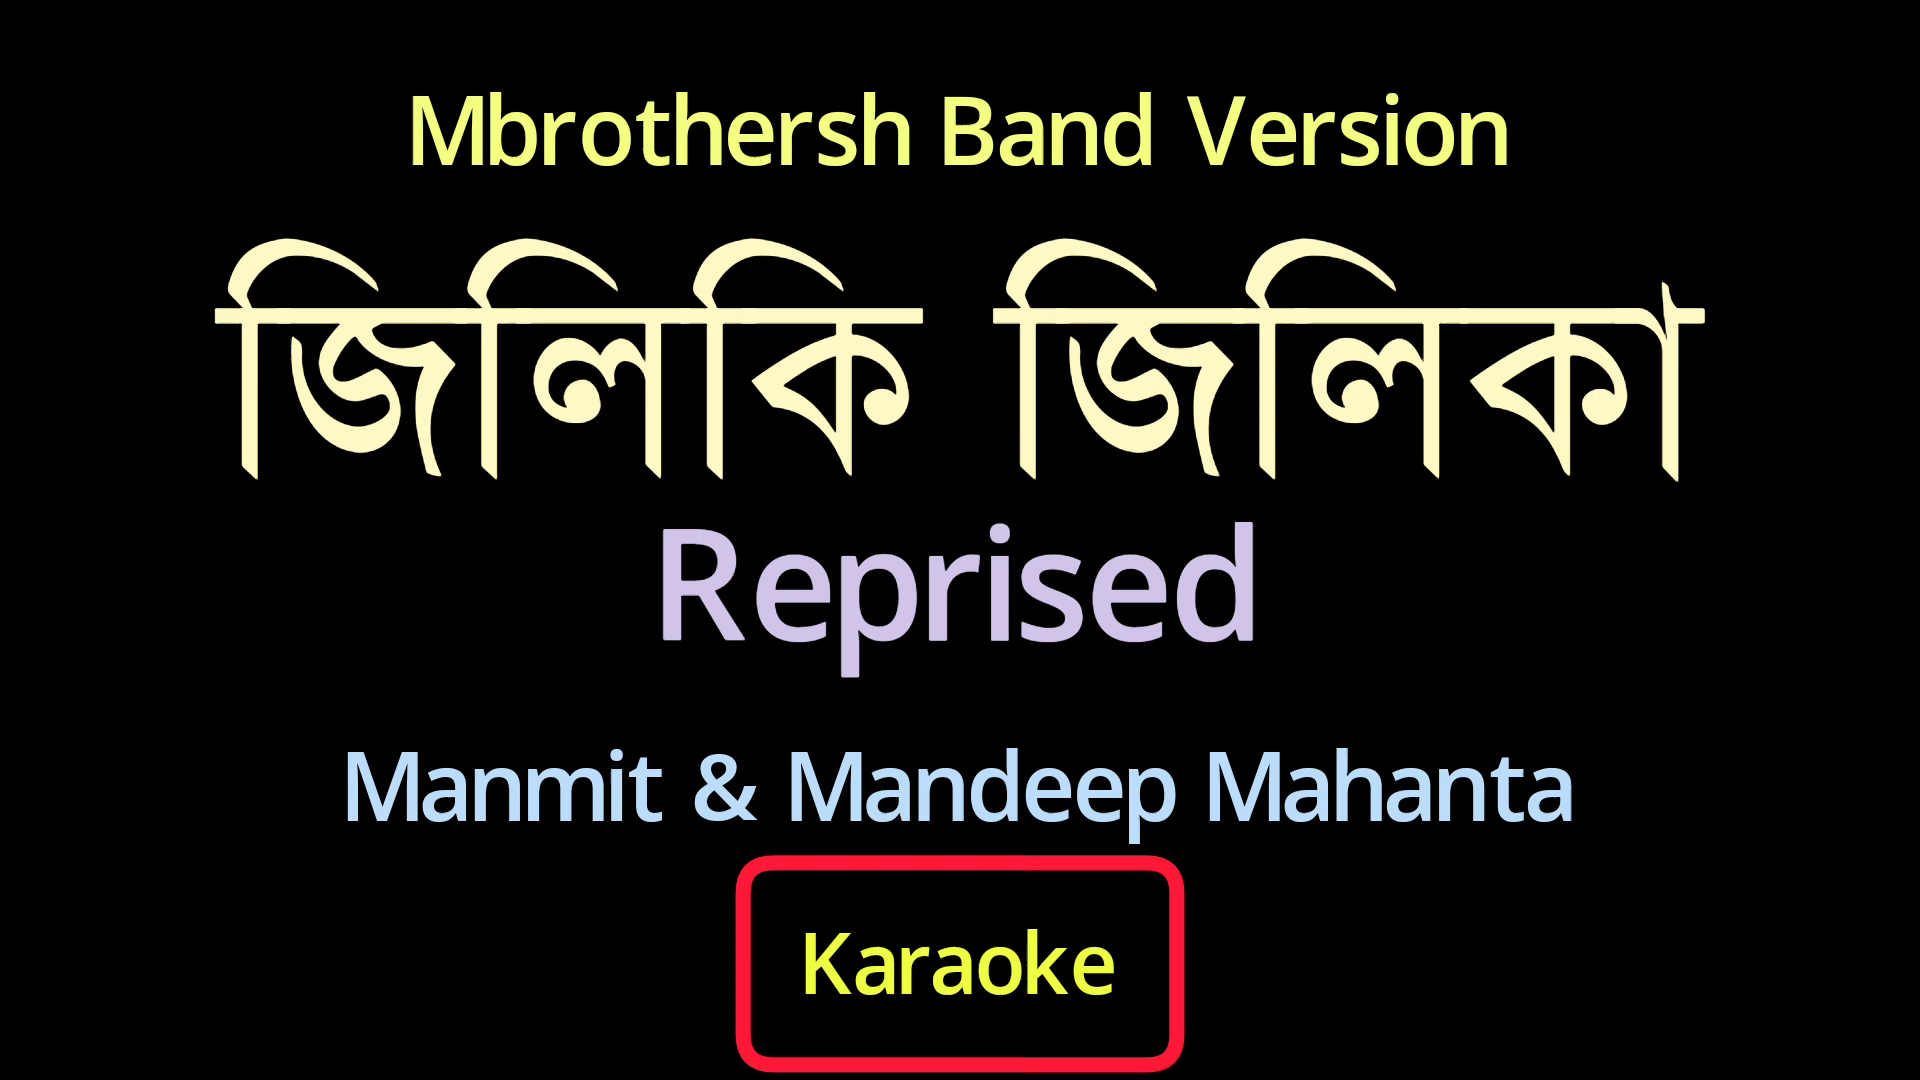 Mbrothersh Band Version
জিলিকি জিলিকা
Reprised
Manmit & Mandeep Mahanta
Karaoke